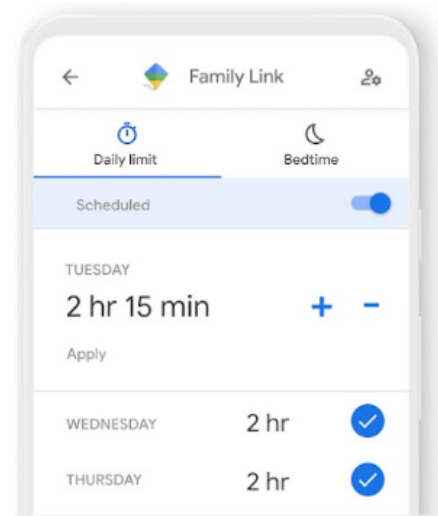 Family Link
Daily limit Bedtime
Scheduled
TUESDAY
2 hr 15 min + −
Apply
WEDNESDAY 2 hr
THURSDAY 2 hr